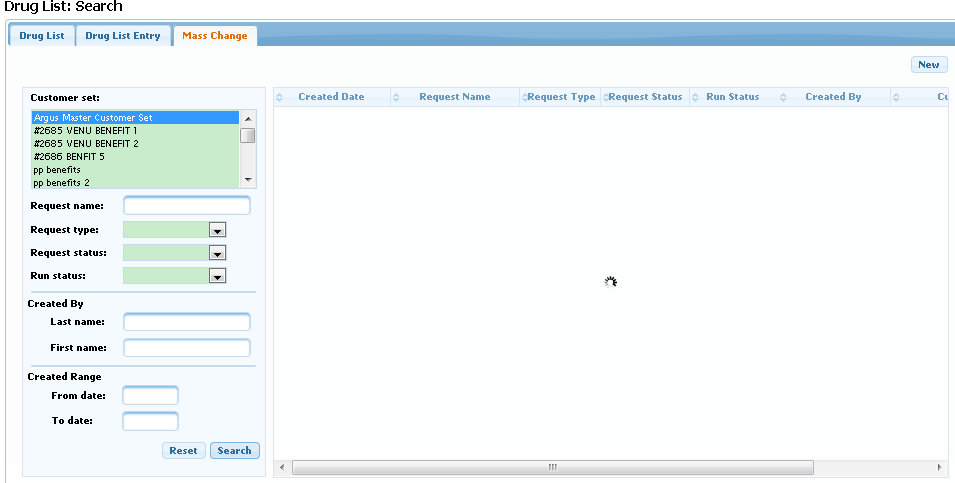 Drug List: Search
Drug List Drug List Entry Mass Change
New
Customer set:
Argus Master Customer Set
#2685 VENU BENEFIT 1
#2685 VENU BENEFIT 2
#2686 BENFIT 5
pp benefits
pp benefits 2
Request name:
Request type:
Request status:
Run status:
Created By
Last name:
First name:
Created Range
From date:
To date:
Reset Search
Created Date Request Name Request Type Request Status Run Status Created By Cu